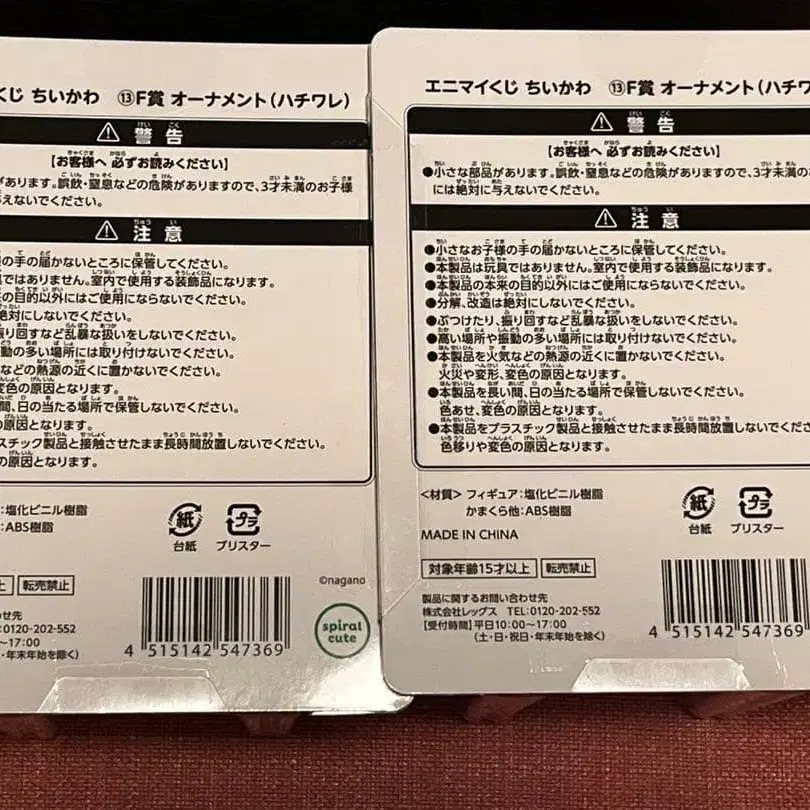 くじ ちいかわ ⑬F賞 オーナメント(ハチワレ)
⚠ 警告
【お客様へ 必ずお読みください】
があります。誤飲・窒息などの危険がありますので、3才未満のお子様
えないでください。
⚠ 注意
の手の届かないところに保管してください。
ではありません。室内で使用する装飾品になります。
の目的以外にはご使用にならないでください。
絶対にしないでください。
り回すなど乱暴な扱いをしないでください。
動の多い場所には取り付けないでください。
などの熱源の近くに置かないでください。
変色の原因となります。
間、日の当たる場所で保管しないでください。
の原因となります。
スチック製品と接触させたまま長時間放置しないでください。
の原因となります。
:塩化ビニル樹脂
:ABS樹脂
紙
台紙
プラ
ブリスター
上
転売禁止
©nagano
spiral
cute
わせ先
:0120-202-552
~17:00
・年末年始を除く)
4 515142 547369
エニマイくじ ちいかわ ⑬F賞 オーナメント(ハチワ
⚠ 警告
【お客様へ 必ずお読みください】
●小さな部品があります。誤飲・窒息などの危険がありますので、3才未満のお
には絶対に与えないでください。
⚠ 注意
●小さなお子様の手の届かないところに保管してください。
●本製品は玩具ではありません。室内で使用する装飾品になります。
●本製品の本来の目的以外にはご使用にならないでください。
●分解、改造は絶対にしないでください。
●ぶつけたり、振り回すなど乱暴な扱いをしないでください。
●高い場所や振動の多い場所には取り付けないでください。
●本製品を火気などの熱源の近くに置かないでください。
火災や変形、変色の原因となります。
●本製品を長い間、日の当たる場所で保管しないでください。
色あせ、変色の原因となります。
●本製品をプラスチック製品と接触させたまま長時間放置しないでくださ
色移りや変色の原因となります。
<材質> フィギュア:塩化ビニル樹脂
かまくら他:ABS樹脂
紙
台紙
プラ
ブリスター
MADE IN CHINA
対象年齢15才以上
転売禁止
製品に関するお問い合わせ先
株式会社レッグス TEL:0120-202-552
【受付時間】平日10:00~17:00
(土・日・祝日・年末年始を除く)
4 515142 547369